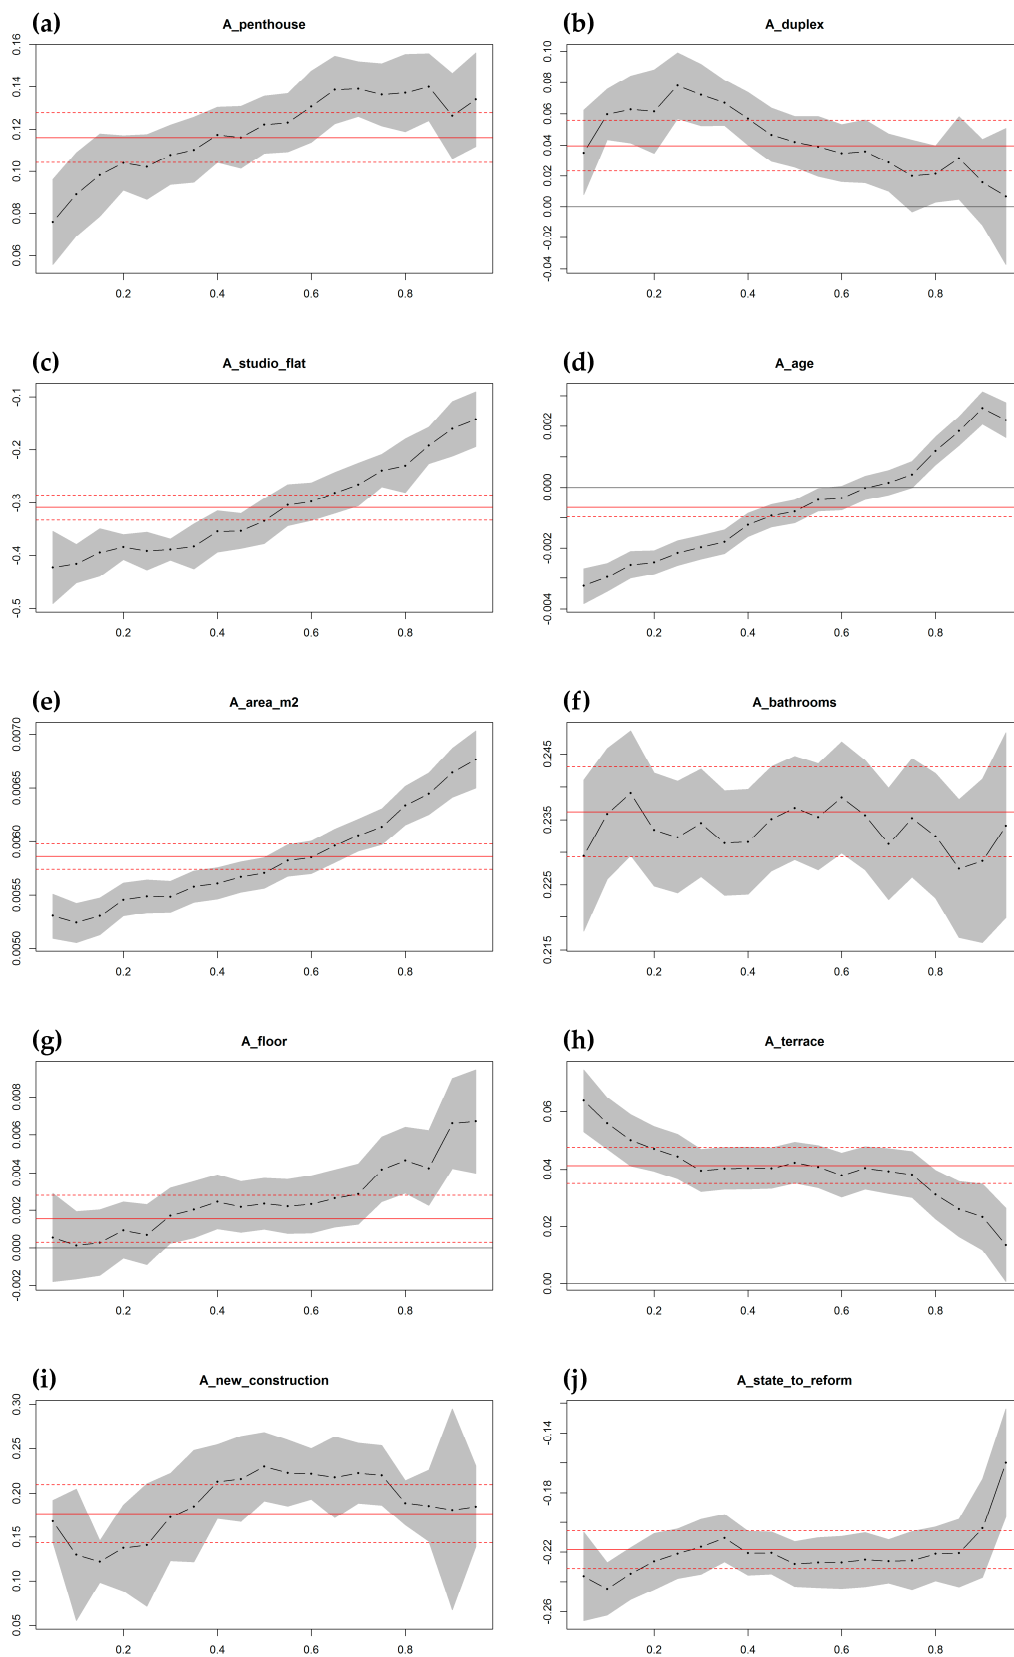 (a) A_penthouse
0.06 0.08 0.10 0.12 0.14 0.16
0.2 0.4 0.6 0.8
(b) A_duplex
-0.04 -0.02 0.00 0.02 0.04 0.06 0.08 0.10
0.2 0.4 0.6 0.8
(c) A_studio_flat
-0.5 -0.4 -0.3 -0.2 -0.1
0.2 0.4 0.6 0.8
(d) A_age
-0.004 -0.002 0.000 0.002
0.2 0.4 0.6 0.8
(e) A_area_m2
0.0050 0.0055 0.0060 0.0065 0.0070
0.2 0.4 0.6 0.8
(f) A_bathrooms
0.215 0.225 0.235 0.245
0.2 0.4 0.6 0.8
(g) A_floor
-0.002 0.000 0.002 0.004 0.006 0.008
0.2 0.4 0.6 0.8
(h) A_terrace
0.00 0.02 0.04 0.06
0.2 0.4 0.6 0.8
(i) A_new_construction
0.05 0.10 0.15 0.20 0.25 0.30
0.2 0.4 0.6 0.8
(j) A_state_to_reform
-0.26 -0.22 -0.18 -0.14
0.2 0.4 0.6 0.8